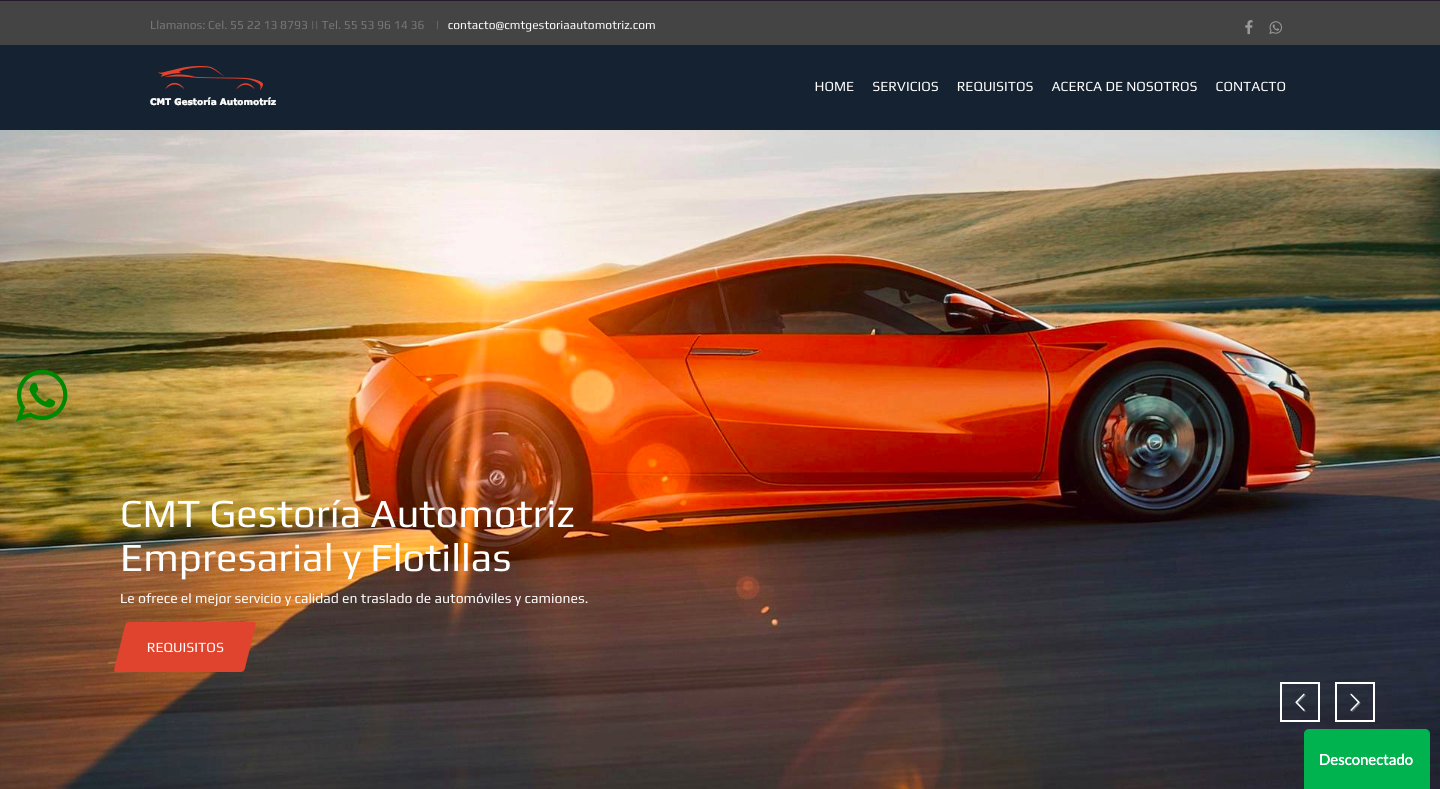 Llamanos: Cel. 55 22 13 8793 || Tel. 55 53 96 14 36 | contacto@cmtgestoriaautomotriz.com
CMT Gestoría Automotríz
HOME SERVICIOS REQUISITOS ACERCA DE NOSOTROS CONTACTO
CMT Gestoría Automotriz
Empresarial y Flotillas
Le ofrece el mejor servicio y calidad en traslado de automóviles y camiones.
REQUISITOS
Desconectado